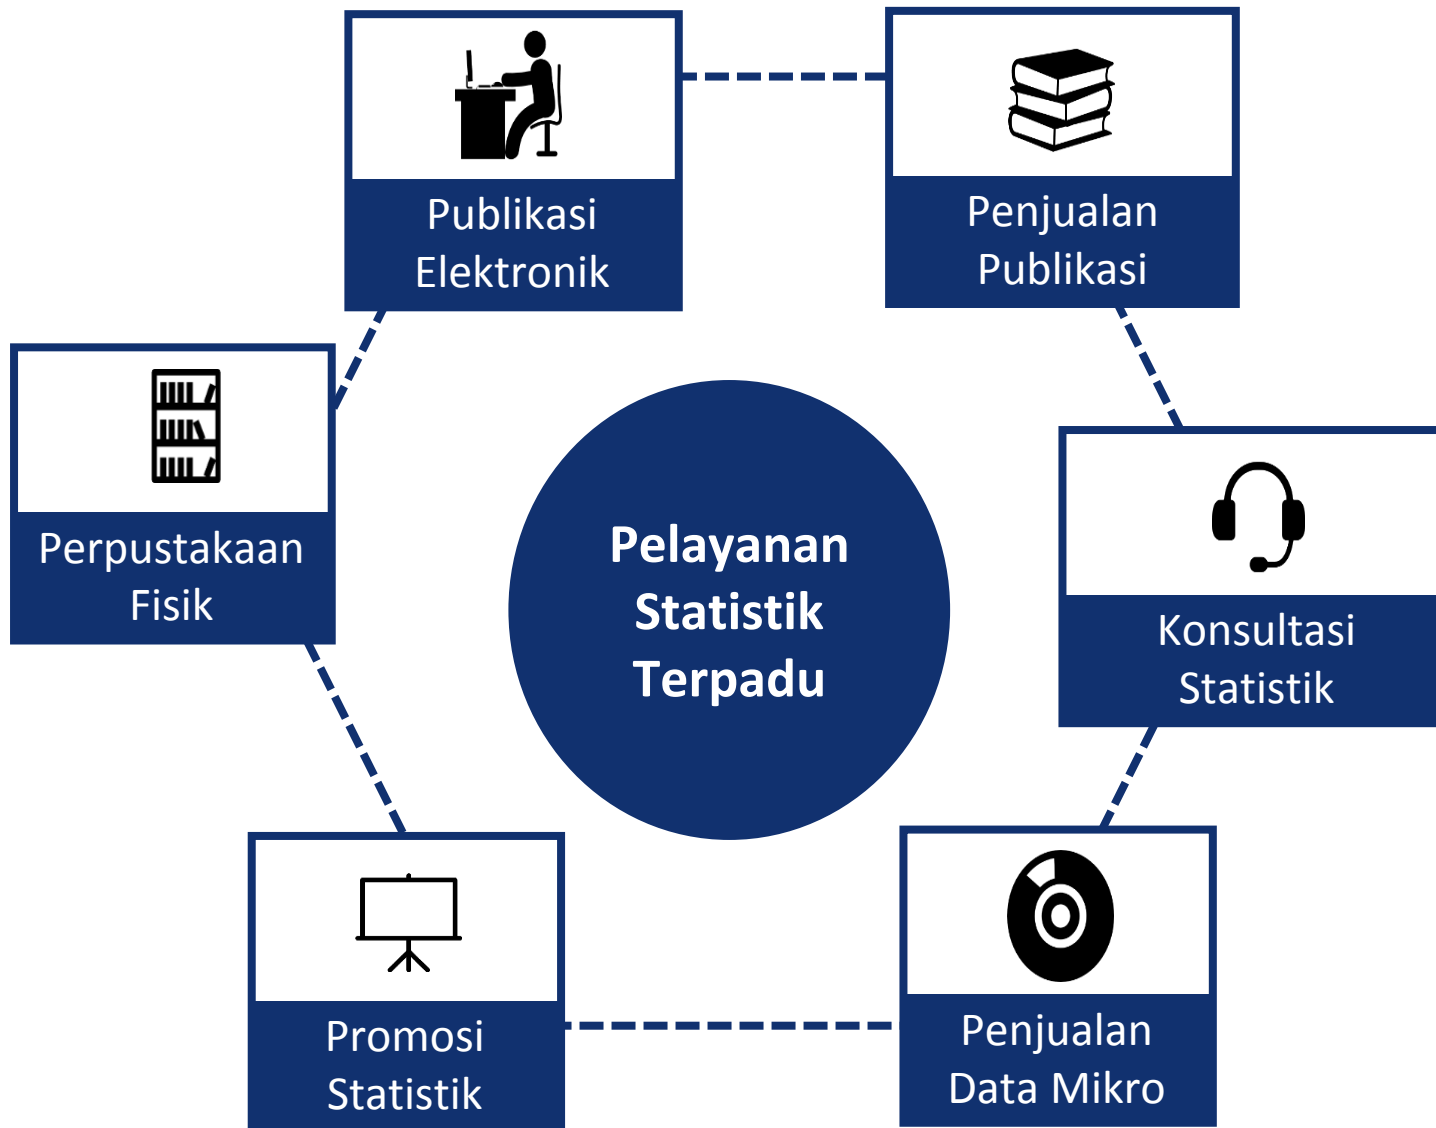 Publikasi
Elektronik
Penjualan
Publikasi
Perpustakaan
Fisik
Pelayanan
Statistik
Terpadu
Konsultasi
Statistik
Promosi
Statistik
Penjualan
Data Mikro